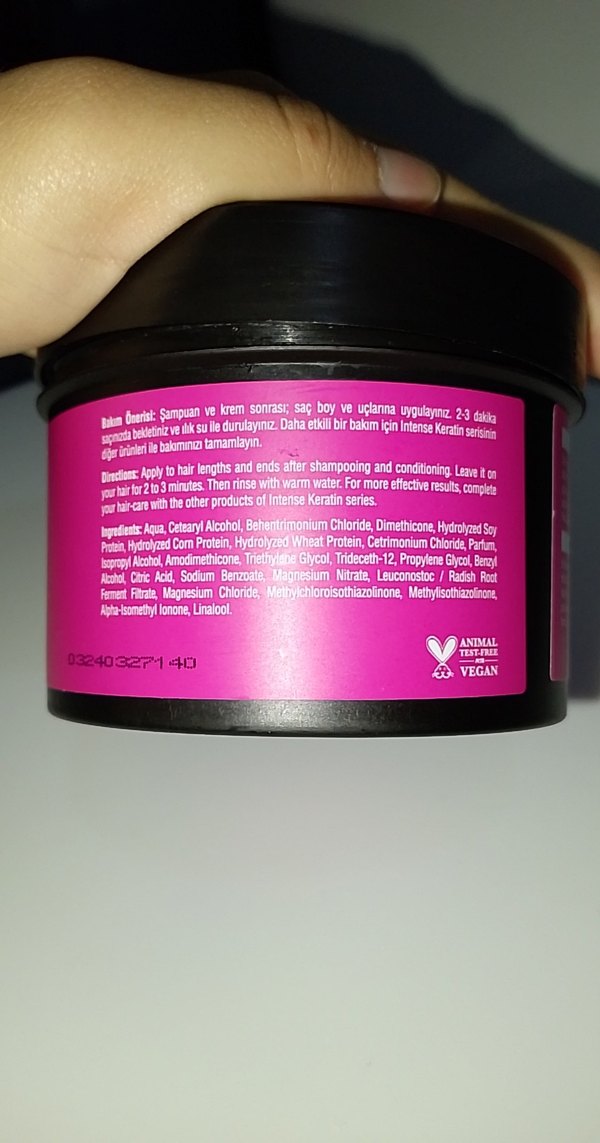 Bakım Önerisi: Şampuan ve krem sonrası; saç boy ve uçlarına uygulayınız. 2-3 dakika
saçınızda bekletiniz ve ılık su ile durulayınız. Daha etkili bir bakım için Intense Keratin serisinin
diğer ürünleri ile bakımınızı tamamlayın.
Directions: Apply to hair lengths and ends after shampooing and conditioning. Leave it on
your hair for 2 to 3 minutes. Then rinse with warm water. For more effective results, complete
your hair-care with the other products of Intense Keratin series.
Ingredients: Aqua, Cetearyl Alcohol, Behentrimonium Chloride, Dimethicone, Hydrolyzed Soy
Protein, Hydrolyzed Corn Protein, Hydrolyzed Wheat Protein, Cetrimonium Chloride, Parfum,
Isopropyl Alcohol, Amodimethicone, Triethylene Glycol, Trideceth-12, Propylene Glycol, Benzyl
Alcohol, Citric Acid, Sodium Benzoate, Magnesium Nitrate, Leuconostoc / Radish Root
Ferment Filtrate, Magnesium Chloride, Methylchloroisothiazolinone, Methylisothiazolinone,
Alpha-Isomethyl Ionone, Linalool.
03240327140
ANIMAL
TEST-FREE
VEGAN